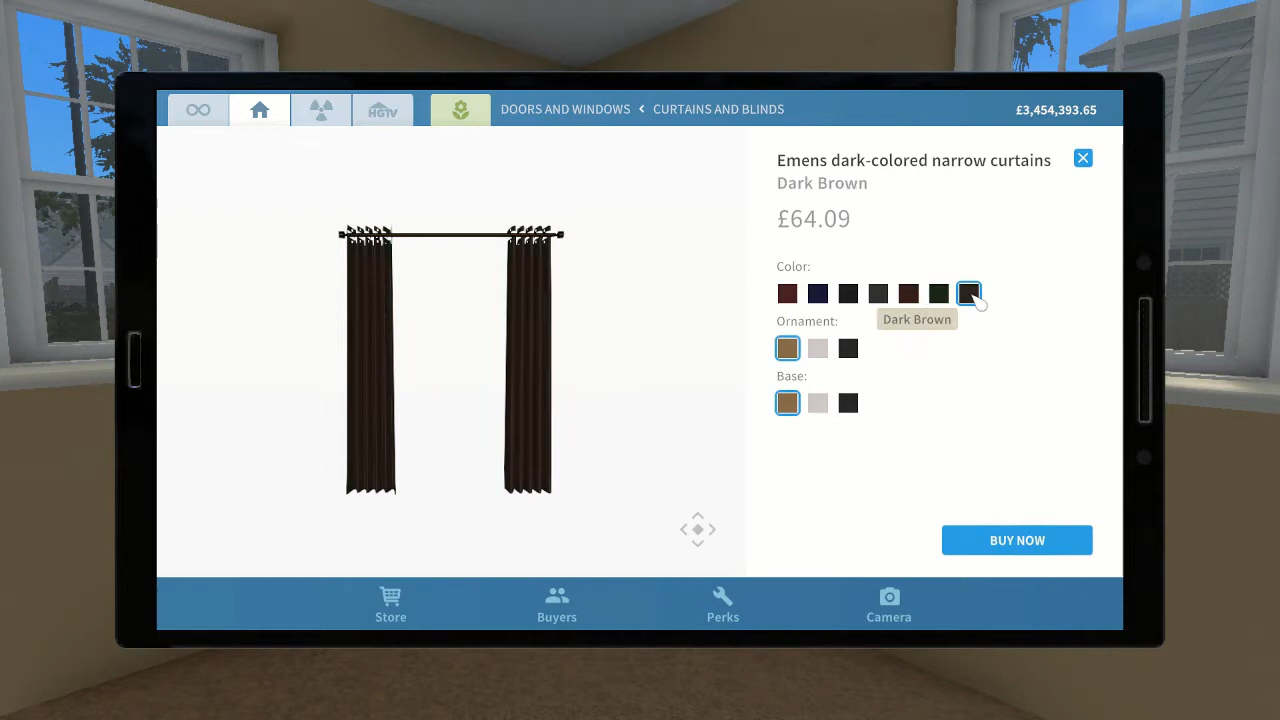 HGTV
DOORS AND WINDOWS < CURTAINS AND BLINDS
£3,454,393.65
Emens dark-colored narrow curtains
Dark Brown
£64.09
Color:
Dark Brown
Ornament:
Base:
BUY NOW
Store
Buyers
Perks
Camera